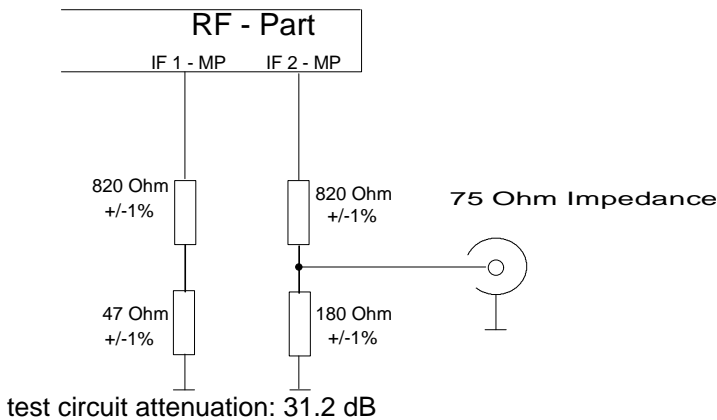 RF - Part
IF 1 - MP IF 2 - MP
820 Ohm
+/-1%
820 Ohm
+/-1%
75 Ohm Impedance
47 Ohm
+/-1%
180 Ohm
+/-1%
test circuit attenuation: 31.2 dB